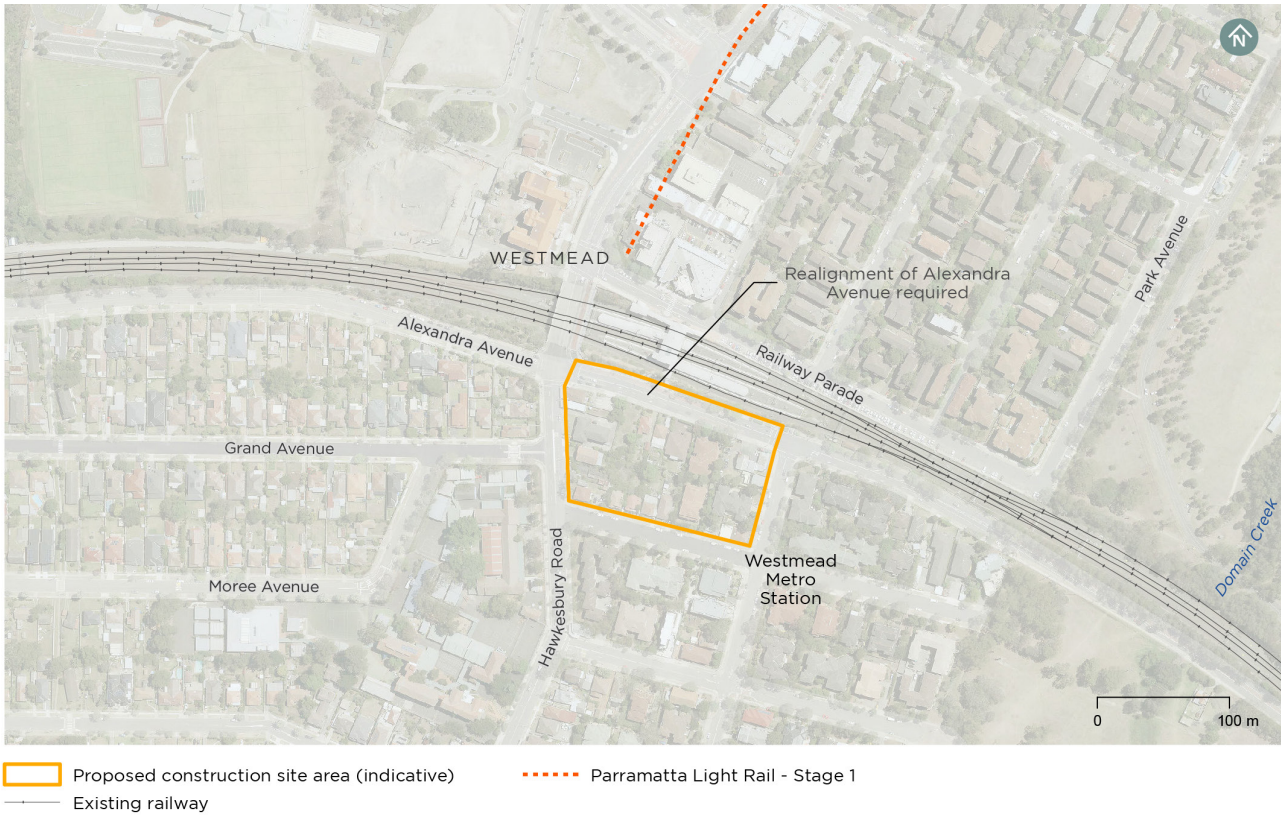 N
WESTMEAD
Realignment of Alexandra
Avenue required
Park Avenue
Alexandra Avenue
Railway Parade
Grand Avenue
Domain Creek
Hawkesbury Road
Westmead
Metro
Station
Moree Avenue
0
100 m
Proposed construction site area (indicative)
Parramatta Light Rail - Stage 1
Existing railway